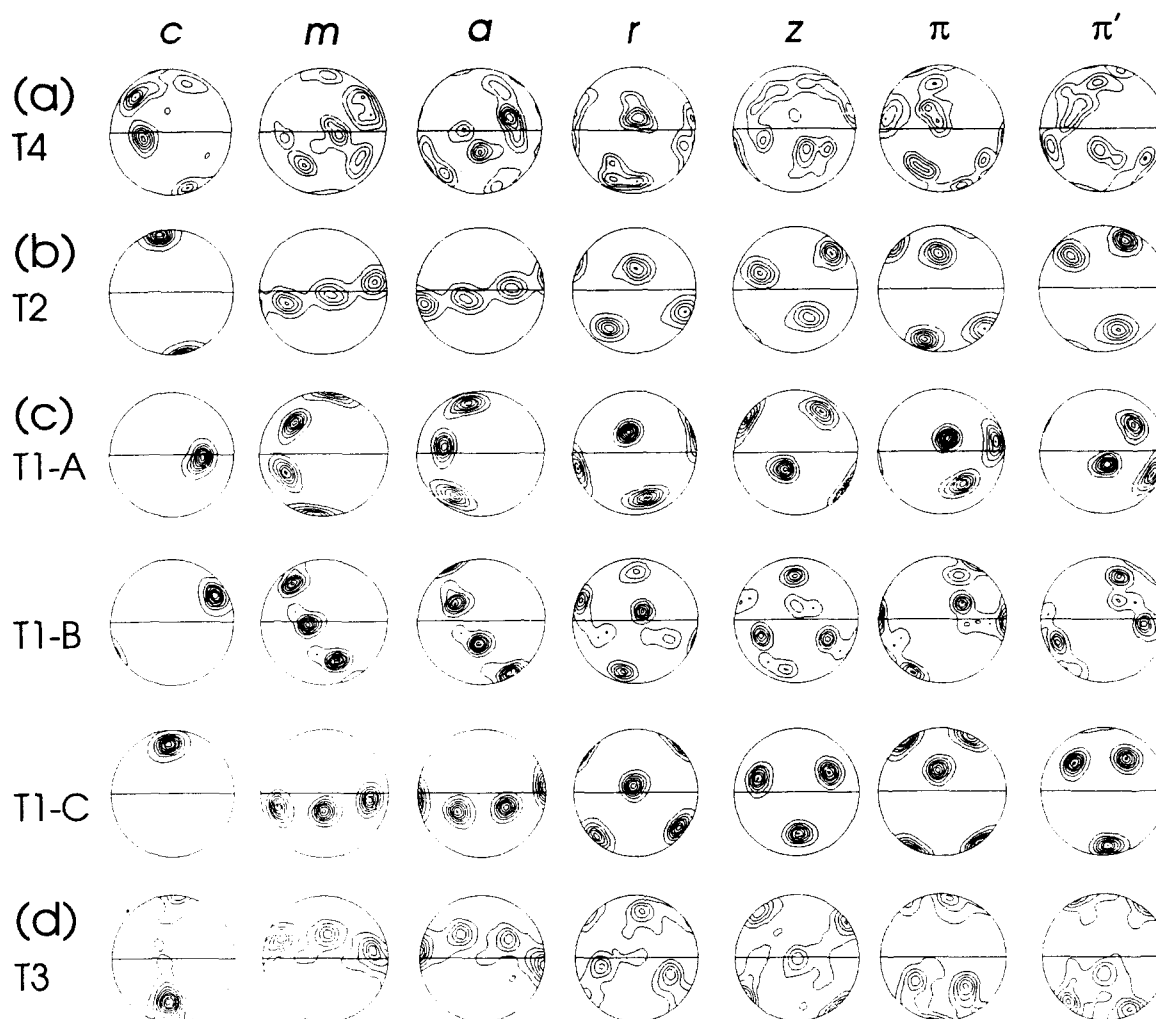 c m a r z π π′
(a)
T4
(b)
T2
(c)
T1-A
T1-B
T1-C
(d)
T3